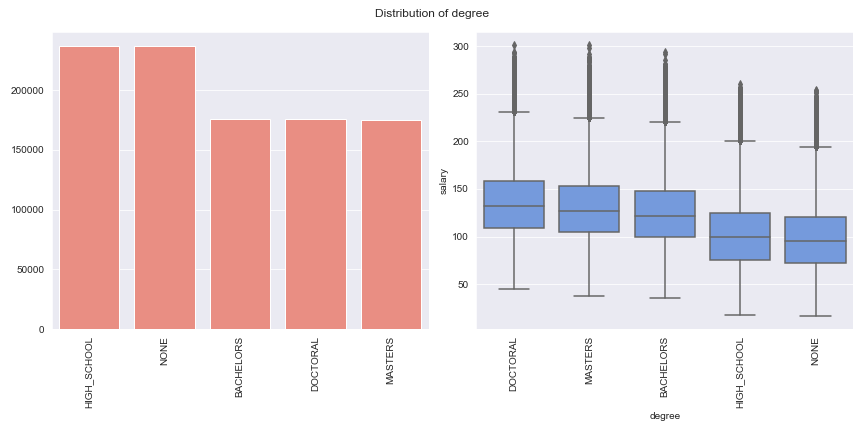 Distribution of degree
200000
150000
100000
50000
0
HIGH_SCHOOL
NONE
BACHELORS
DOCTORAL
MASTERS
salary
300
250
200
150
100
50
DOCTORAL
MASTERS
BACHELORS
HIGH_SCHOOL
NONE
degree